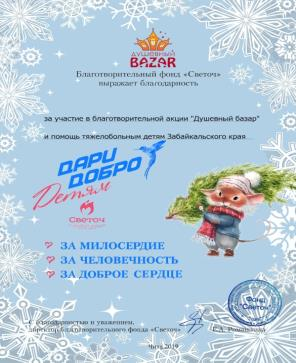 ДУШЕВНЫЙ
BAZAR
Благотворительный фонд «Светоч»
выражает благодарность
за участие в благотворительной акции "Душевный базар"
и помощь тяжелобольным детям Забайкальского края
ДАРИ
ДОБРО
Детям
Светоч
ЗА МИЛОСЕРДИЕ
ЗА ЧЕЛОВЕЧНОСТЬ
ЗА ДОБРОЕ СЕРДЦЕ
Фонд
"Светоч"
С благодарностью и уважением,
директор благотворительного фонда «Светоч»
Чита 2019